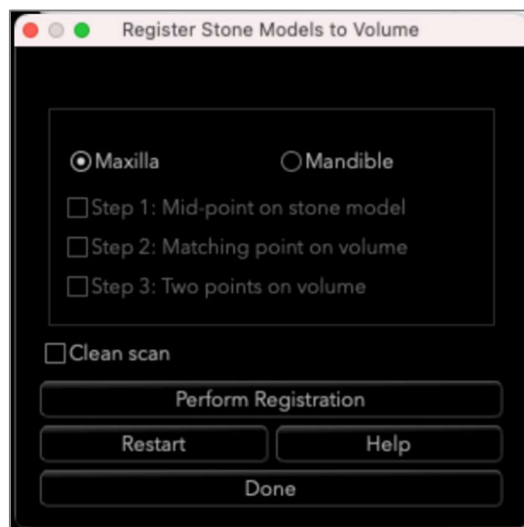 Register Stone Models to Volume
Maxilla Mandible
Step 1: Mid-point on stone model
Step 2: Matching point on volume
Step 3: Two points on volume
Clean scan
Perform Registration
Restart Help
Done